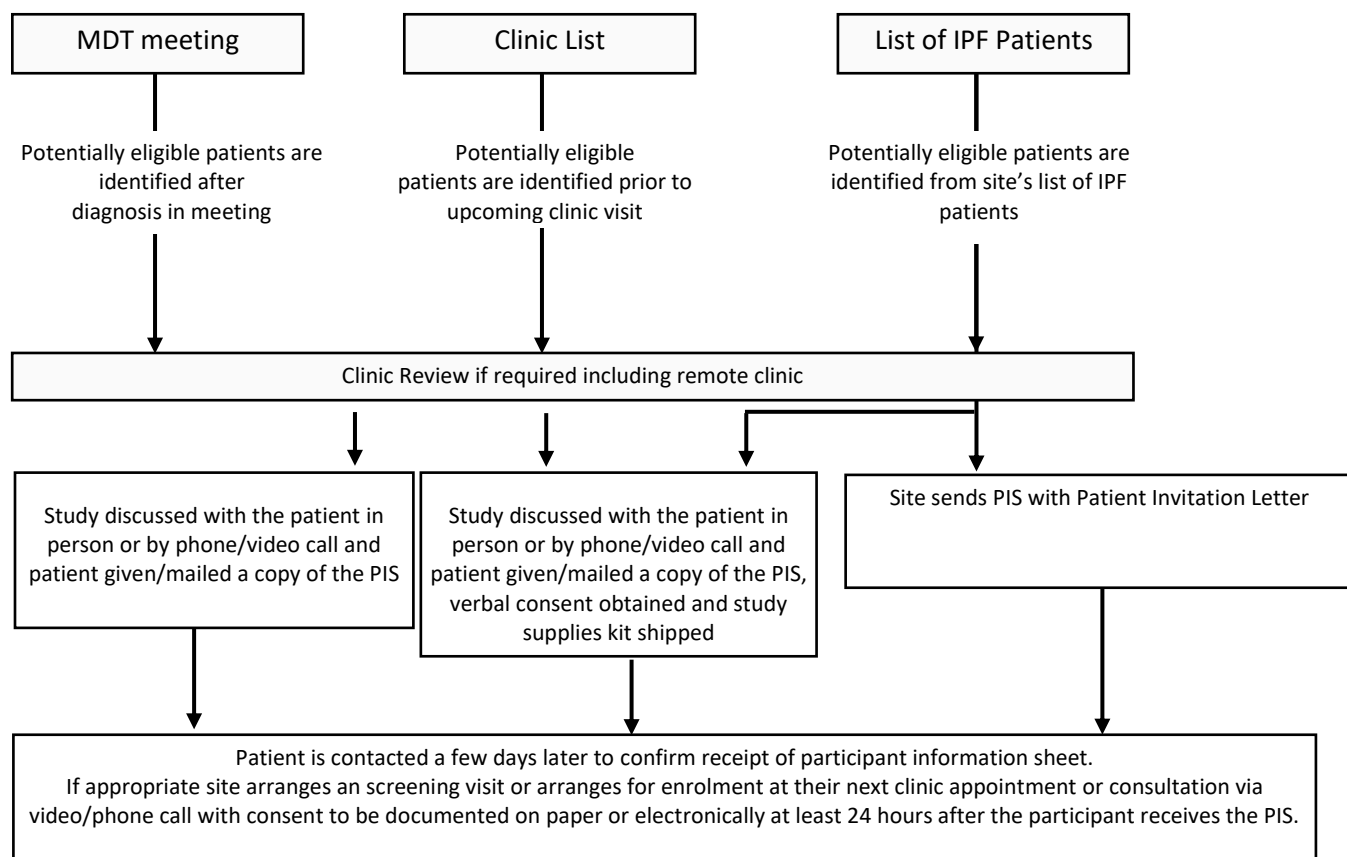 MDT meeting
Clinic List
List of IPF Patients
Potentially eligible patients are
identified after
diagnosis in meeting
Potentially eligible
patients are identified prior to
upcoming clinic visit
Potentially eligible patients are
identified from site's list of IPF
patients
Clinic Review if required including remote clinic
Study discussed with the patient in
person or by phone/video call and
patient given/mailed a copy of the PIS
Study discussed with the patient in
person or by phone/video call and
patient given/mailed a copy of the PIS,
verbal consent obtained and study
supplies kit shipped
Site sends PIS with Patient Invitation Letter
Patient is contacted a few days later to confirm receipt of participant information sheet.
If appropriate site arranges an screening visit or arranges for enrolment at their next clinic appointment or consultation via
video/phone call with consent to be documented on paper or electronically at least 24 hours after the participant receives the PIS.